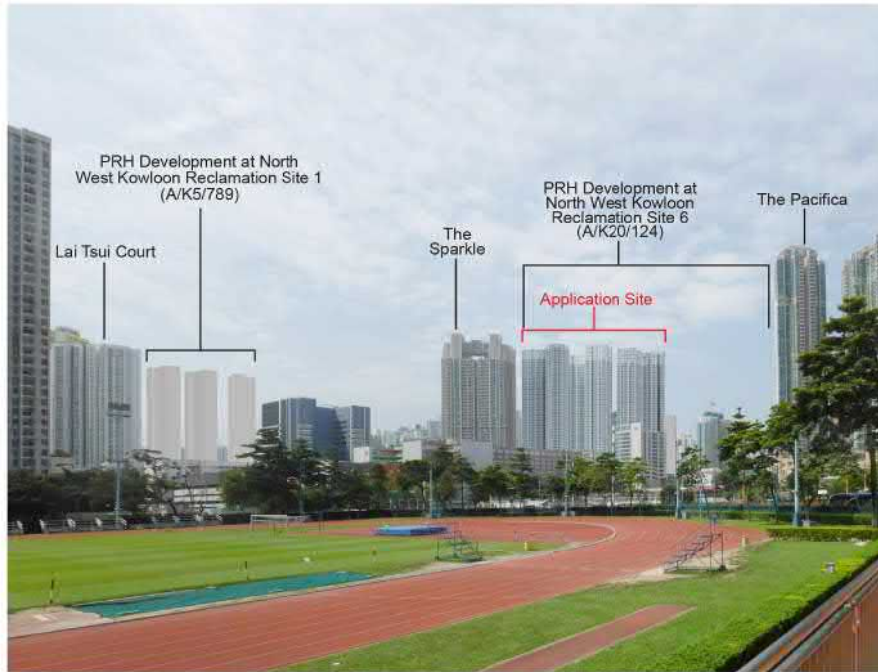 PRH Development at North
West Kowloon Reclamation Site 1
(A/K5/789)
Lai Tsui Court
The
Sparkle
PRH Development at
North West Kowloon
Reclamation Site 6
(A/K20/124)
Application Site
The Pacifica